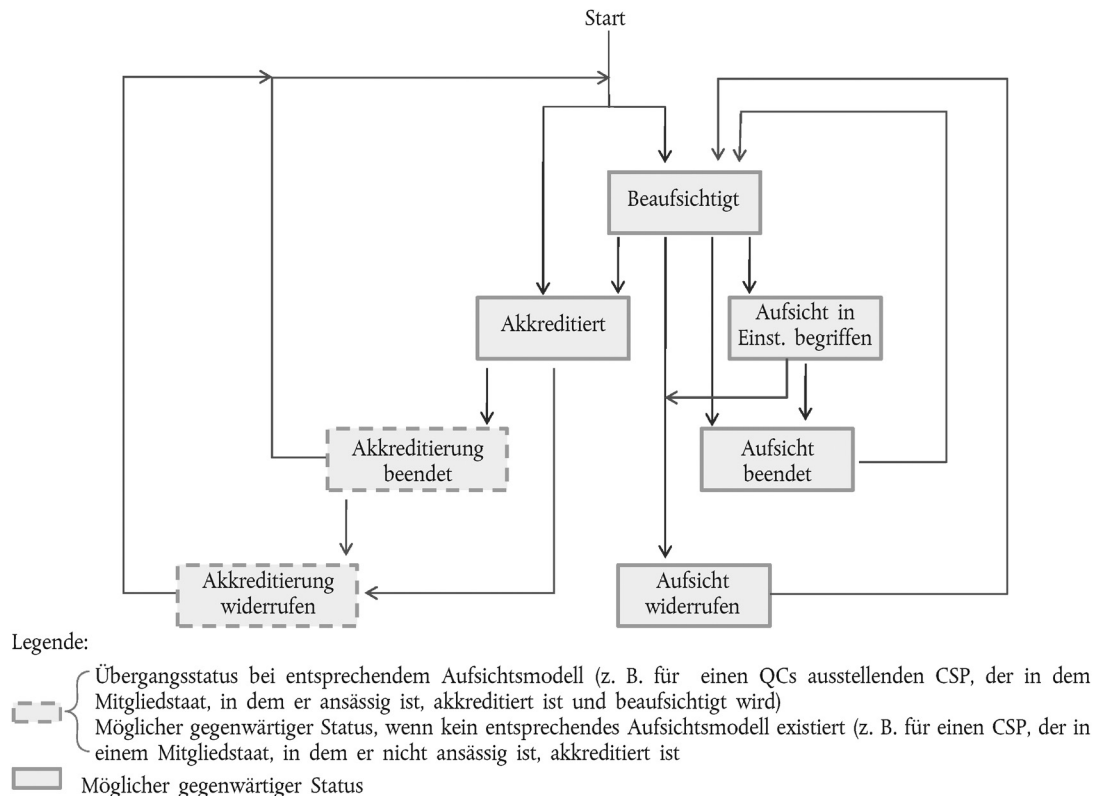 Start
Beaufsichtigt
Akkreditiert
Aufsicht in
Einst. begriffen
Akkreditierung
beendet
Aufsicht
beendet
Akkreditierung
widerrufen
Aufsicht
widerrufen
Legende:
Übergangsstatus bei entsprechendem Aufsichtsmodell (z. B. für einen QCs ausstellenden CSP, der in dem
Mitgliedstaat, in dem er ansässig ist, akkreditiert ist und beaufsichtigt wird)
Möglicher gegenwärtiger Status, wenn kein entsprechendes Aufsichtsmodell existiert (z. B. für einen CSP, der in
einem Mitgliedstaat, in dem er nicht ansässig ist, akkreditiert ist
Möglicher gegenwärtiger Status